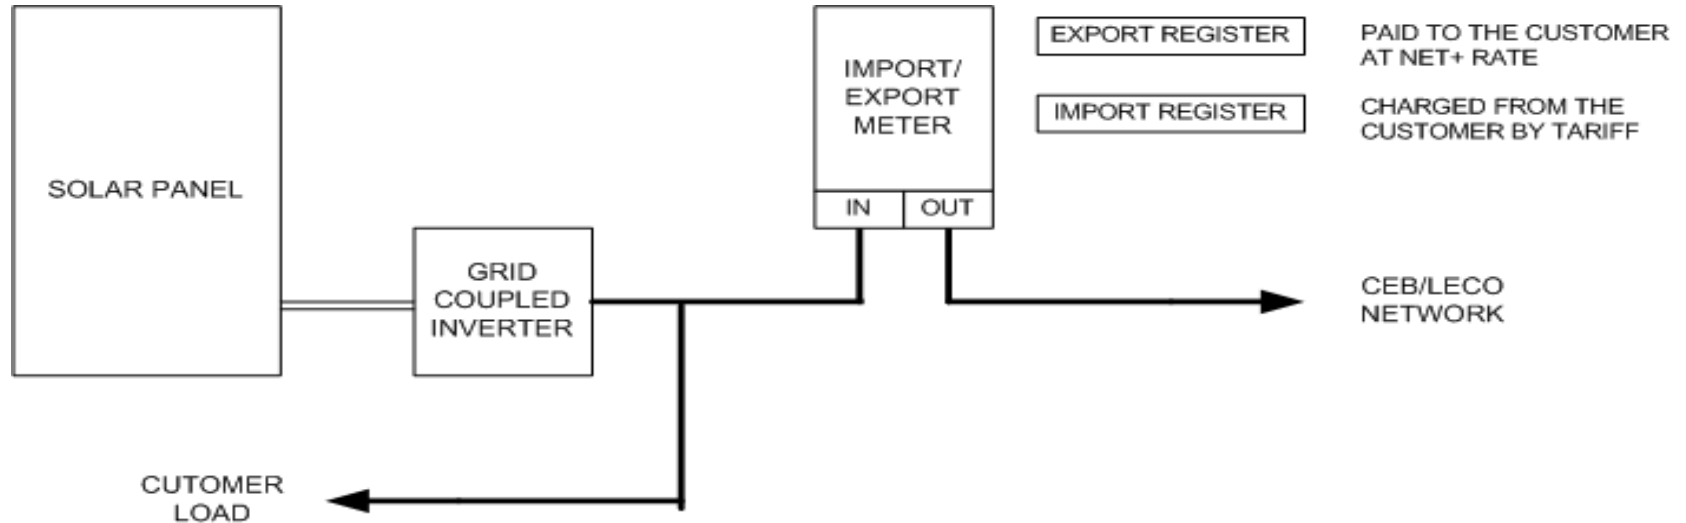 SOLAR PANEL
GRID
COUPLED
INVERTER
CUTOMER
LOAD
IMPORT/
EXPORT
METER
IN
OUT
EXPORT REGISTER
PAID TO THE CUSTOMER
AT NET+ RATE
IMPORT REGISTER
CHARGED FROM THE
CUSTOMER BY TARIFF
CEB/LECO
NETWORK